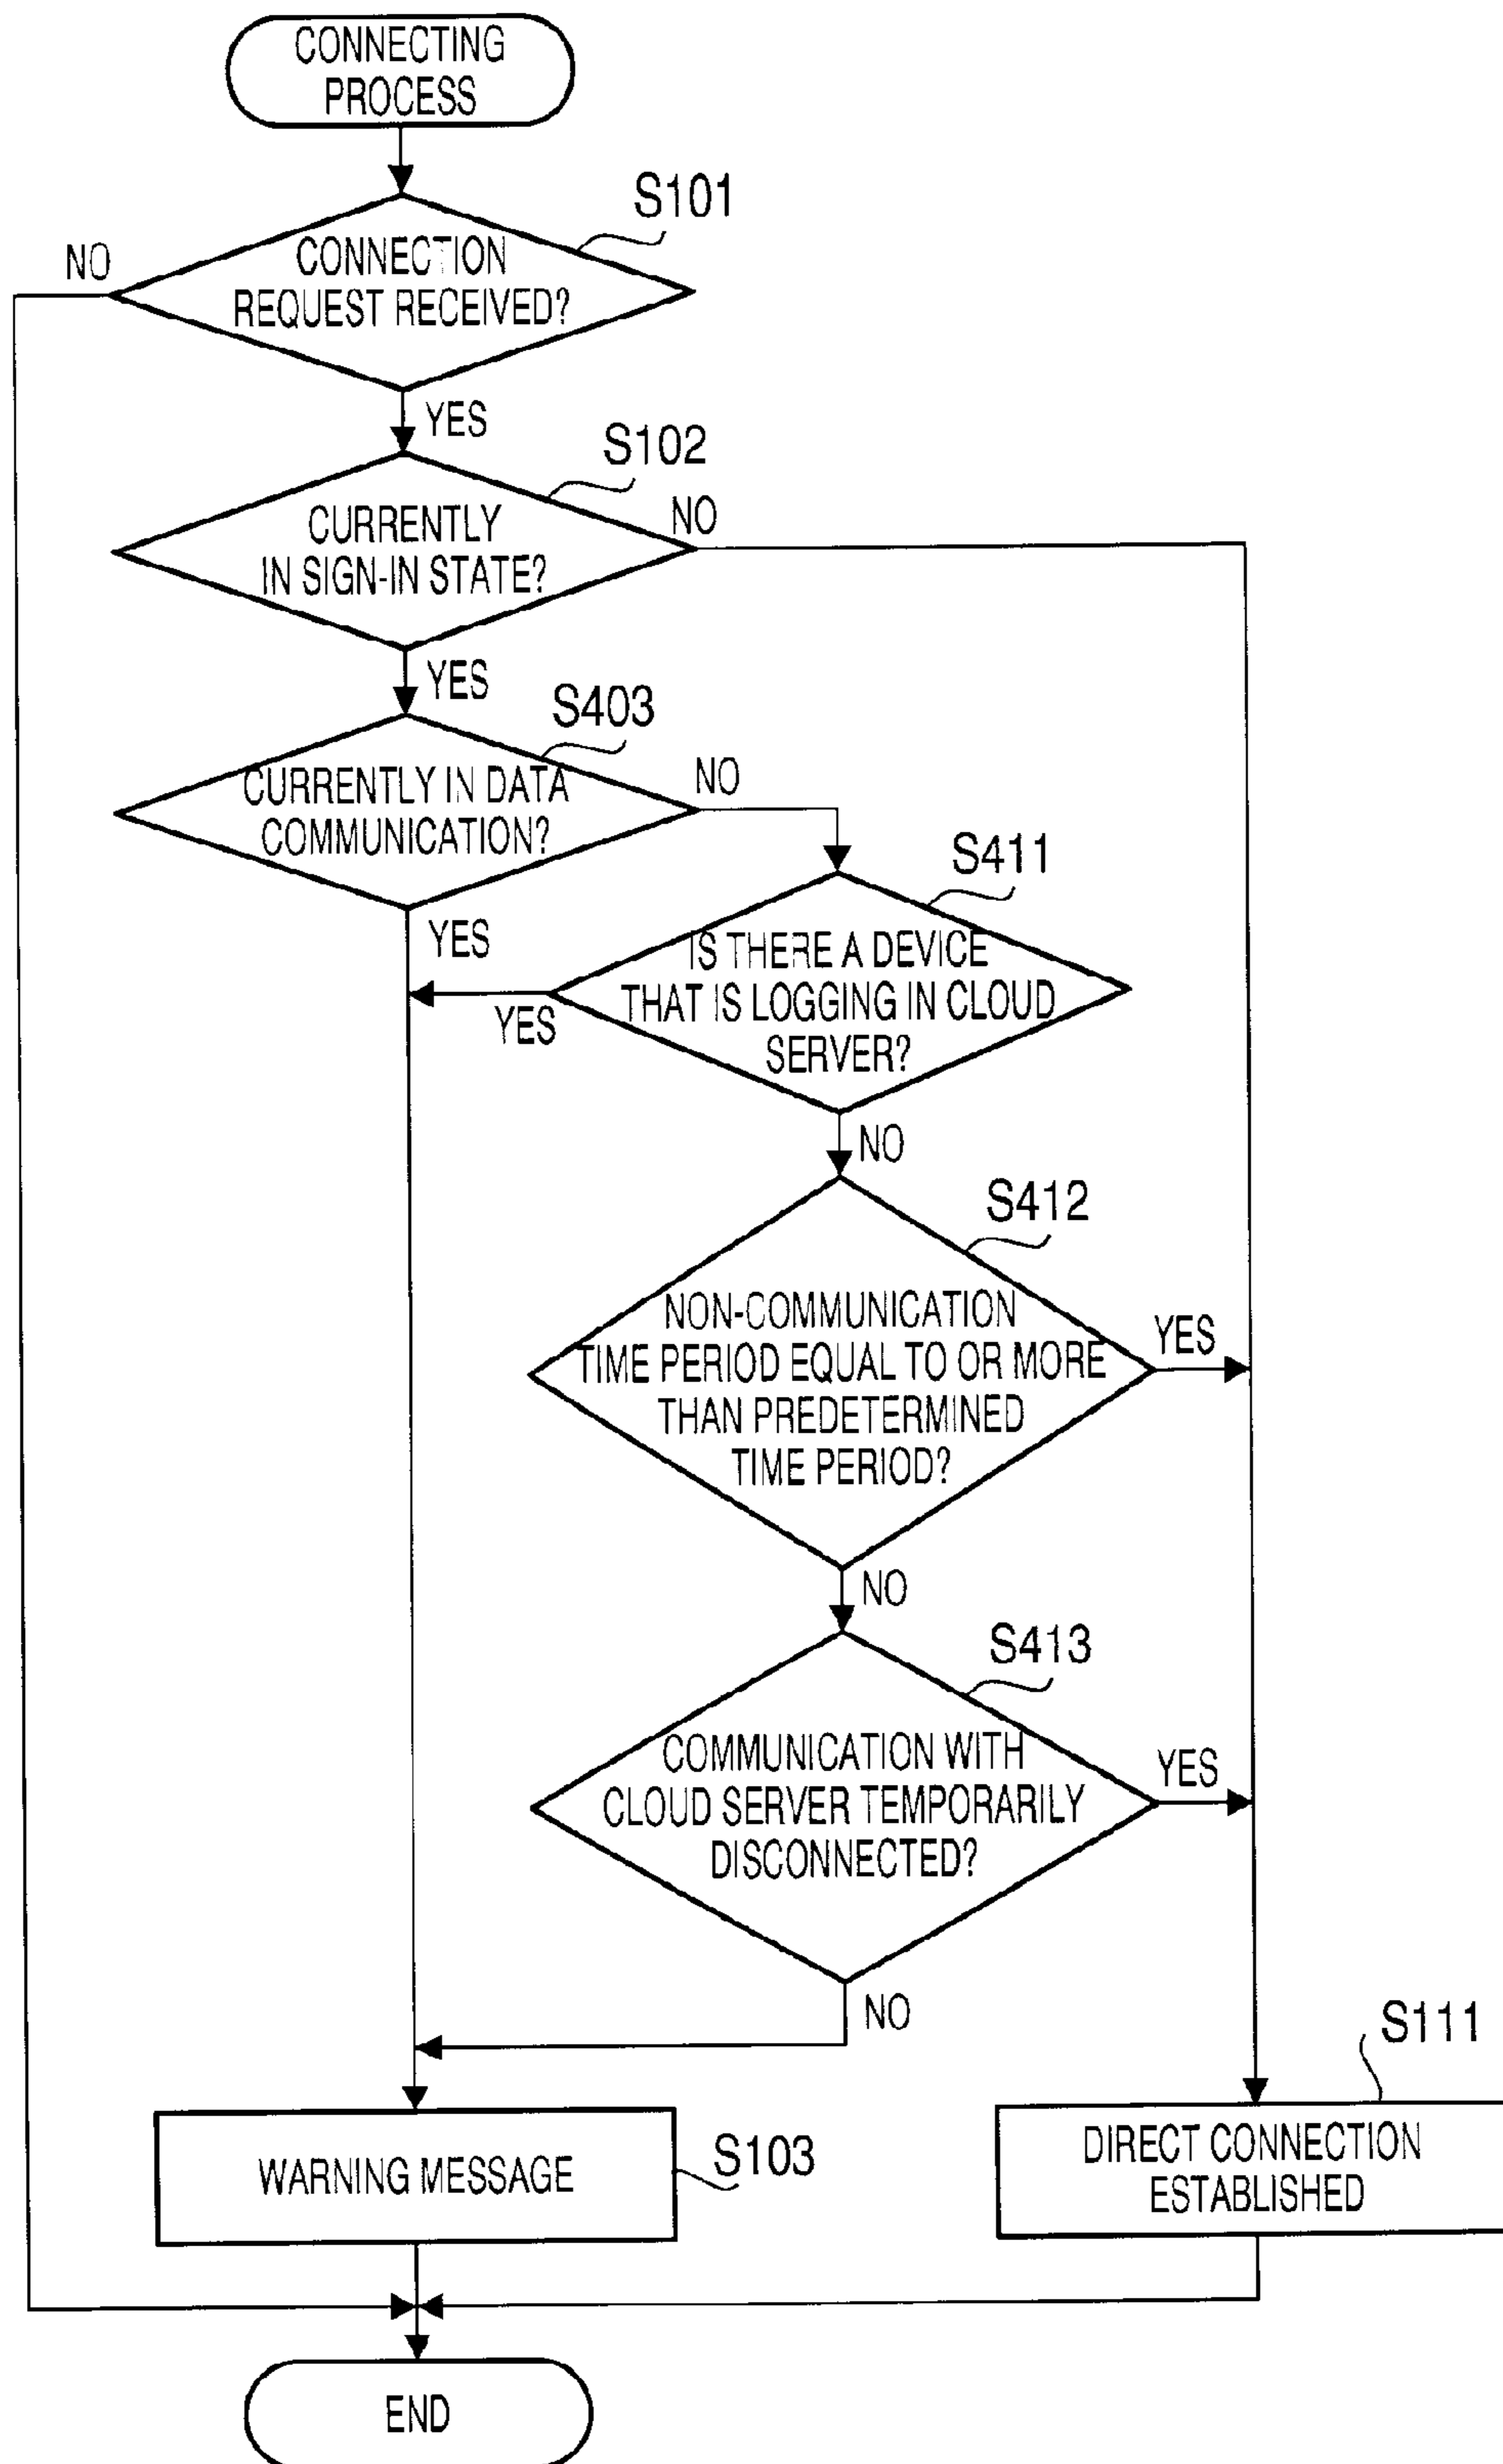 CONNECTING
PROCESS
S101
NO
CONNECTION
REQUEST RECEIVED?
YES
S102
NO
CURRENTLY
IN SIGN-IN STATE?
YES
S403
NO
CURRENTLY IN DATA
COMMUNICATION?
YES
S411
IS THERE A DEVICE
THAT IS LOGGING IN CLOUD
SERVER?
YES
NO
S412
NON-COMMUNICATION
TIME PERIOD EQUAL TO OR MORE
THAN PREDETERMINED
TIME PERIOD?
YES
NO
S413
COMMUNICATION WITH
CLOUD SERVER TEMPORARILY
DISCONNECTED?
YES
NO
S111
WARNING MESSAGE
S103
DIRECT CONNECTION
ESTABLISHED
END